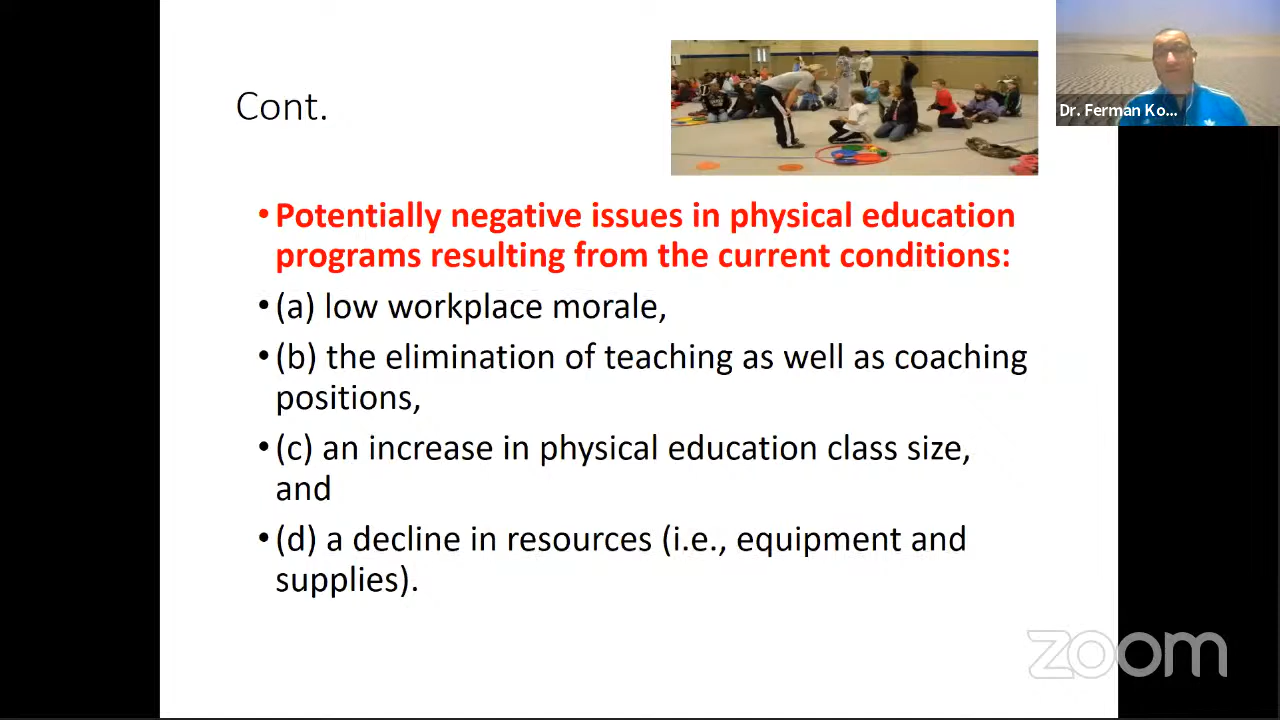 Cont.
Dr. Ferman Ko...
• Potentially negative issues in physical education
programs resulting from the current conditions:
• (a) low workplace morale,
• (b) the elimination of teaching as well as coaching
positions,
• (c) an increase in physical education class size,
and
• (d) a decline in resources (i.e., equipment and
supplies).
zoom